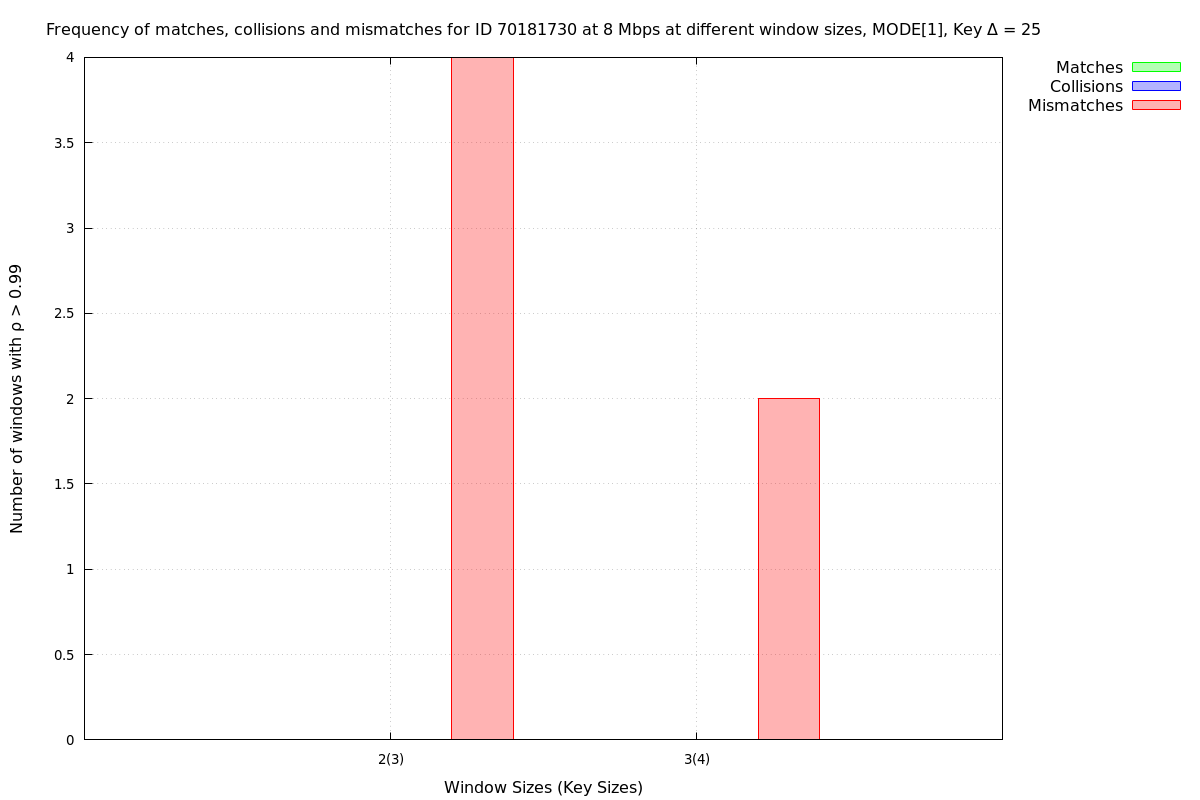 Frequency of matches, collisions and mismatches for ID 70181730 at 8 Mbps at different window sizes, MODE[1], Key Δ = 25
Matches
Collisions
Mismatches
Number of windows with ρ > 0.99
4
3.5
3
2.5
2
1.5
1
0.5
0
2(3) 3(4)
Window Sizes (Key Sizes)